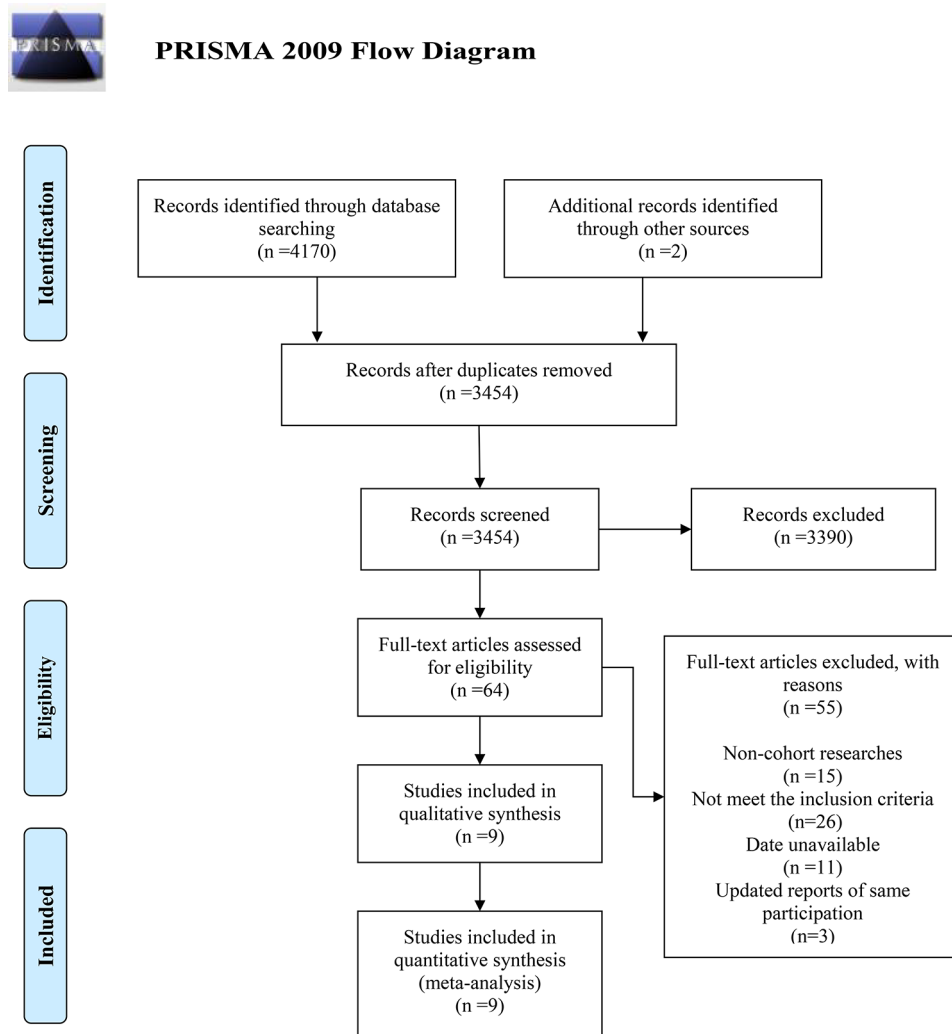 PRISMA
PRISMA 2009 Flow Diagram
Identification
Records identified through database
searching
(n =4170)
Additional records identified
through other sources
(n =2)
Records after duplicates removed
(n =3454)
Screening
Records screened
(n =3454)
Records excluded
(n =3390)
Eligibility
Full-text articles assessed
for eligibility
(n =64)
Full-text articles excluded, with
reasons
(n =55)
Non-cohort researches
(n =15)
Not meet the inclusion criteria
(n=26)
Date unavailable
(n =11)
Updated reports of same
participation
(n=3)
Studies included in
qualitative synthesis
(n =9)
Included
Studies included in
quantitative synthesis
(meta-analysis)
(n =9)